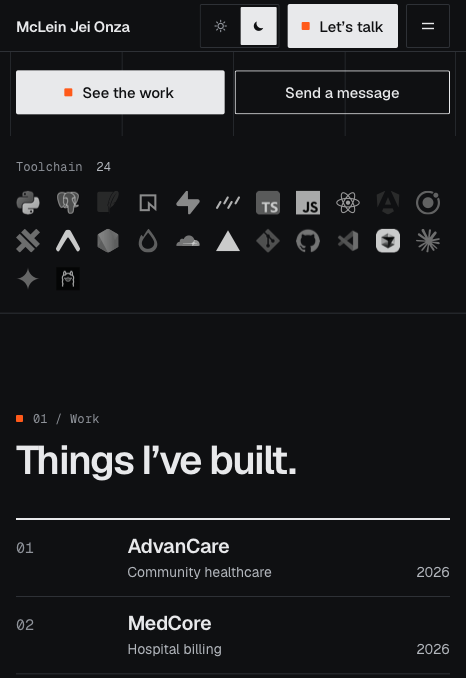 McLein Jei Onza
Let's talk
See the work
Send a message
Toolchain 24
TS
JS
01 / Work
Things I've built.
01
AdvanCare
Community healthcare
2026
02
MedCore
Hospital billing
2026